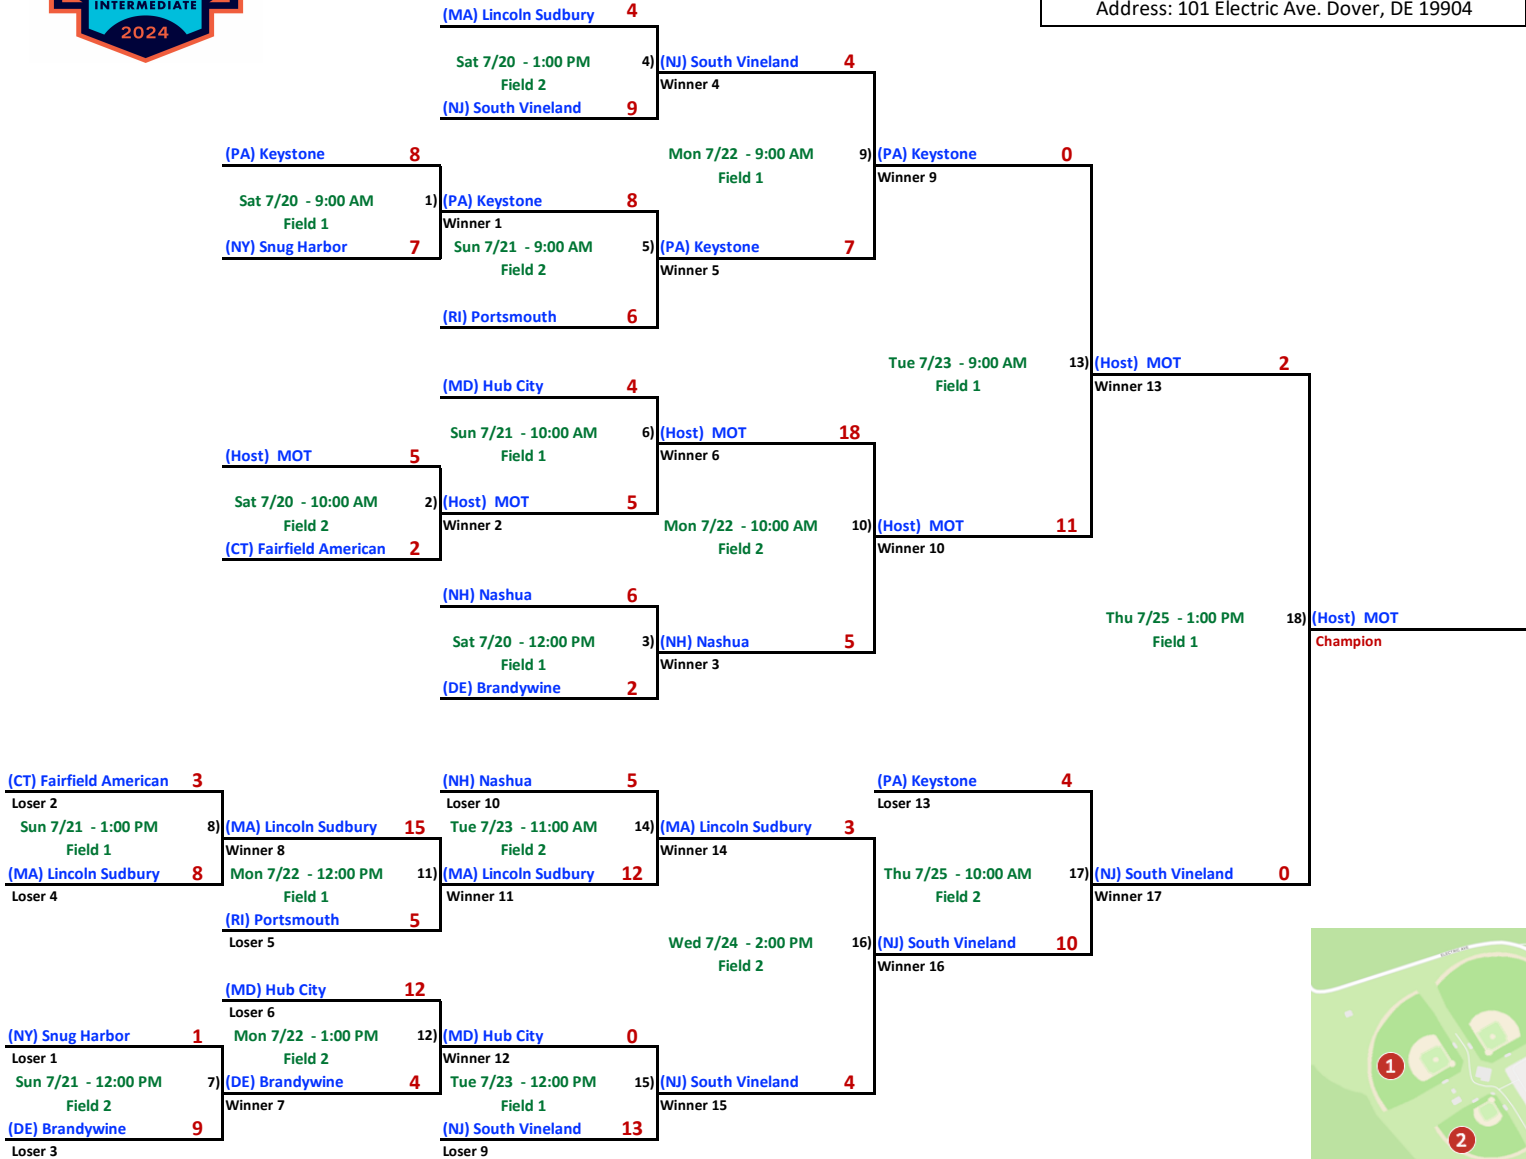 INTERMEDIATE
2024
Address: 101 Electric Ave. Dover, DE 19904
(MA) Lincoln Sudbury 4
Sat 7/20 - 1:00 PM
Field 2
4) (NJ) South Vineland 4
Winner 4
(NJ) South Vineland 9
(PA) Keystone 8
Sat 7/20 - 9:00 AM
Field 1
(NY) Snug Harbor 7
1) (PA) Keystone 8
Winner 1
Sun 7/21 - 9:00 AM
Field 2
(RI) Portsmouth 6
5) (PA) Keystone 7
Winner 5
Mon 7/22 - 9:00 AM
Field 1
9) (PA) Keystone 0
Winner 9
(MD) Hub City 4
Sun 7/21 - 10:00 AM
Field 1
6) (Host) MOT 18
Winner 6
(Host) MOT 5
Sat 7/20 - 10:00 AM
Field 2
(CT) Fairfield American 2
2) (Host) MOT 5
Winner 2
Mon 7/22 - 10:00 AM
Field 2
10) (Host) MOT 11
Winner 10
(NH) Nashua 6
Sat 7/20 - 12:00 PM
Field 1
(DE) Brandywine 2
3) (NH) Nashua 5
Winner 3
Tue 7/23 - 9:00 AM
Field 1
13) (Host) MOT 2
Winner 13
Thu 7/25 - 1:00 PM
Field 1
18) (Host) MOT
Champion
(CT) Fairfield American 3
Loser 2
Sun 7/21 - 1:00 PM
Field 1
(MA) Lincoln Sudbury 8
Loser 4
8) (MA) Lincoln Sudbury 15
Winner 8
Mon 7/22 - 12:00 PM
Field 1
(RI) Portsmouth 5
Loser 5
(NH) Nashua 5
Loser 10
Tue 7/23 - 11:00 AM
Field 2
11) (MA) Lincoln Sudbury 12
Winner 11
14) (MA) Lincoln Sudbury 3
Winner 14
(PA) Keystone 4
Loser 13
Thu 7/25 - 10:00 AM
Field 2
17) (NJ) South Vineland 0
Winner 17
Wed 7/24 - 2:00 PM
Field 2
16) (NJ) South Vineland 10
Winner 16
(MD) Hub City 12
Loser 6
Mon 7/22 - 1:00 PM
Field 2
(NY) Snug Harbor 1
Loser 1
Sun 7/21 - 12:00 PM
Field 2
(DE) Brandywine 9
Loser 3
7) (DE) Brandywine 4
Winner 7
12) (MD) Hub City 0
Winner 12
Tue 7/23 - 12:00 PM
Field 1
(NJ) South Vineland 13
Loser 9
15) (NJ) South Vineland 4
Winner 15
1
2